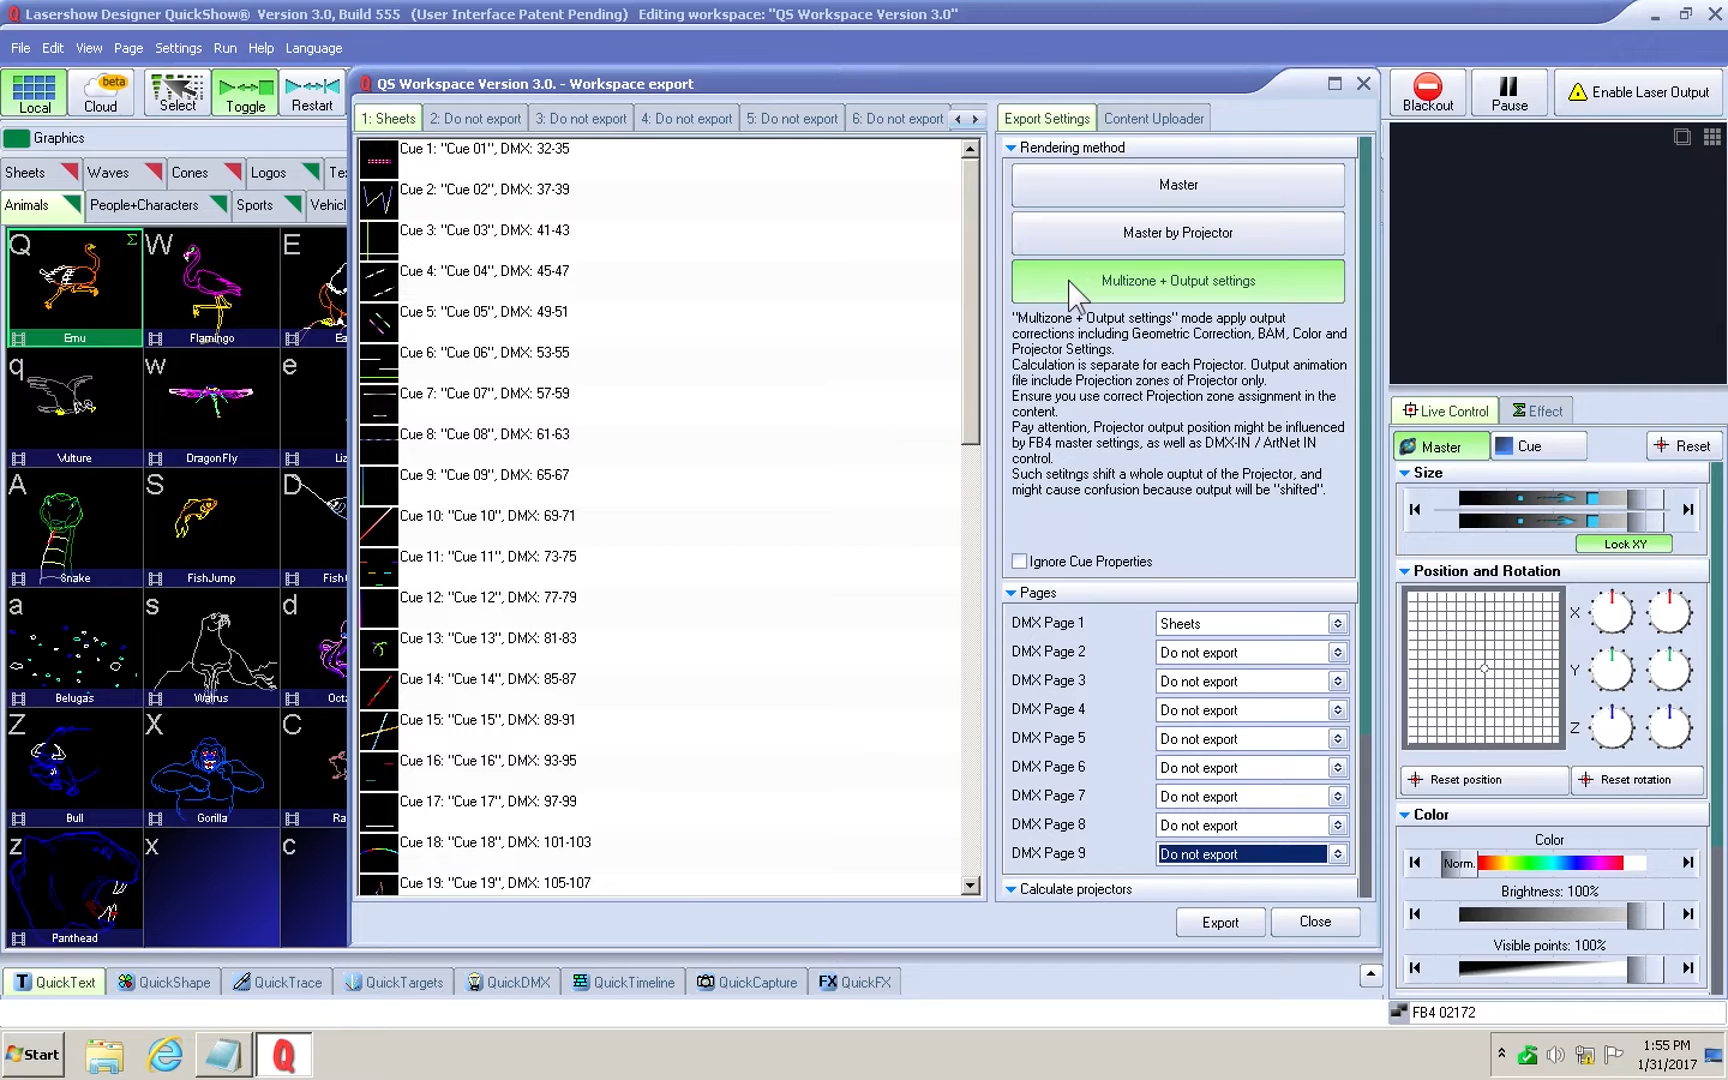 Lasershow Designer QuickShow® Version 3.0, Build 555 (User Interface Patent Pending) Editing workspace: "QS Workspace Version 3.0"
File Edit View Page Settings Run Help Language
Local
beta
Cloud
Select
Toggle
Restart
Graphics
Sheets
Waves
Cones
Logos
Animals
People+Characters
Sports
Q
Emu
W
Flamingo
E
q
Vulture
w
DragonFly
e
A
Snake
S
FishJump
D
a
Belugas
s
Walrus
d
Z
Bull
X
Gorilla
C
z
Panthead
x
c
QS Workspace Version 3.0. - Workspace export
1: Sheets
2: Do not export
3: Do not export
4: Do not export
5: Do not export
6: Do not export
Cue 1: "Cue 01", DMX: 32-35
Cue 2: "Cue 02", DMX: 37-39
Cue 3: "Cue 03", DMX: 41-43
Cue 4: "Cue 04", DMX: 45-47
Cue 5: "Cue 05", DMX: 49-51
Cue 6: "Cue 06", DMX: 53-55
Cue 7: "Cue 07", DMX: 57-59
Cue 8: "Cue 08", DMX: 61-63
Cue 9: "Cue 09", DMX: 65-67
Cue 10: "Cue 10", DMX: 69-71
Cue 11: "Cue 11", DMX: 73-75
Cue 12: "Cue 12", DMX: 77-79
Cue 13: "Cue 13", DMX: 81-83
Cue 14: "Cue 14", DMX: 85-87
Cue 15: "Cue 15", DMX: 89-91
Cue 16: "Cue 16", DMX: 93-95
Cue 17: "Cue 17", DMX: 97-99
Cue 18: "Cue 18", DMX: 101-103
Cue 19: "Cue 19", DMX: 105-107
Export Settings
Content Uploader
Rendering method
Master
Master by Projector
Multizone + Output settings
"Multizone + Output settings" mode apply output
corrections including Geometric Correction, BAM, Color and
Projector Settings.
Calculation is separate for each Projector. Output animation
file include Projection zones of Projector only.
Ensure you use correct Projection zone assignment in the
content.
Pay attention, Projector output position might be influenced
by FB4 master settings, as well as DMX-IN / ArtNet IN
control.
Such seitngs shift a whole ouptut of the Projector, and
might cause confusion because output will be "shifted".
Ignore Cue Properties
Pages
DMX Page 1 Sheets
DMX Page 2 Do not export
DMX Page 3 Do not export
DMX Page 4 Do not export
DMX Page 5 Do not export
DMX Page 6 Do not export
DMX Page 7 Do not export
DMX Page 8 Do not export
DMX Page 9 Do not export
Calculate projectors
Export
Close
Blackout
Pause
Enable Laser Output
Live Control
Effect
Master
Cue
Reset
Size
Lock XY
Position and Rotation
X
Y
Z
Reset position
Reset rotation
Color
Color
Norm.
Brightness: 100%
Visible points: 100%
FB4 02172
QuickText
QuickShape
QuickTrace
QuickTargets
QuickDMX
QuickTimeline
QuickCapture
FX QuickFX
Start
1:55 PM
1/31/2017